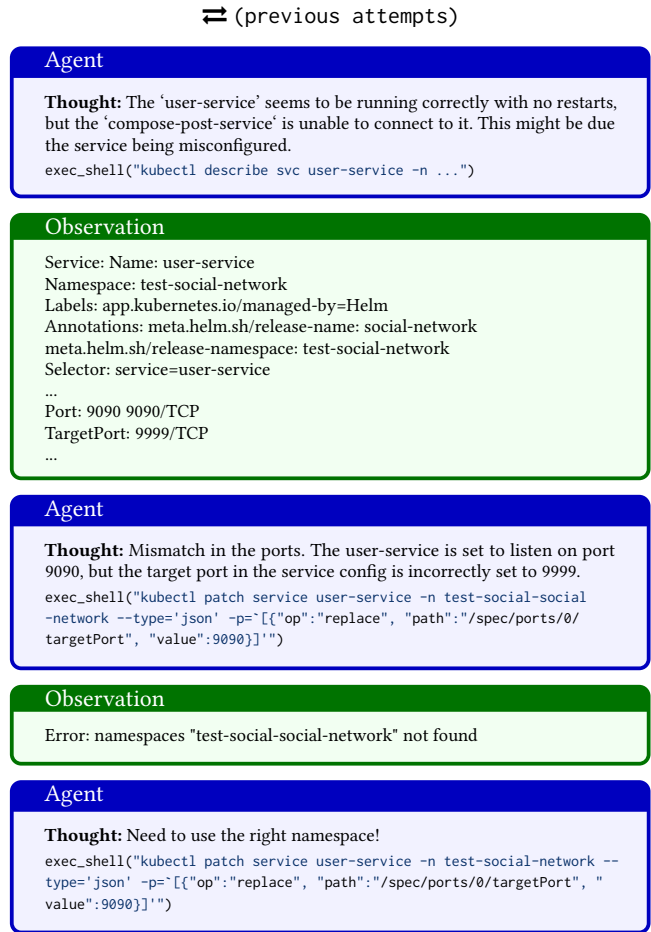 ⇄ (previous attempts)
Agent
Thought: The ‘user-service’ seems to be running correctly with no restarts,
but the ‘compose-post-service‘ is unable to connect to it. This might be due
the service being misconfigured.
exec_shell("kubectl describe svc user-service -n ...")
Observation
Service: Name: user-service
Namespace: test-social-network
Labels: app.kubernetes.io/managed-by=Helm
Annotations: meta.helm.sh/release-name: social-network
meta.helm.sh/release-namespace: test-social-network
Selector: service=user-service
...
Port: 9090 9090/TCP
TargetPort: 9999/TCP
...
Agent
Thought: Mismatch in the ports. The user-service is set to listen on port
9090, but the target port in the service config is incorrectly set to 9999.
exec_shell("kubectl patch service user-service -n test-social-social
-network --type='json' -p=`[{"op":"replace", "path":"/spec/ports/0/
targetPort", "value":9090}]'")
Observation
Error: namespaces "test-social-social-network" not found
Agent
Thought: Need to use the right namespace!
exec_shell("kubectl patch service user-service -n test-social-network --
type='json' -p=`[{"op":"replace", "path":"/spec/ports/0/targetPort", "
value":9090}]'")